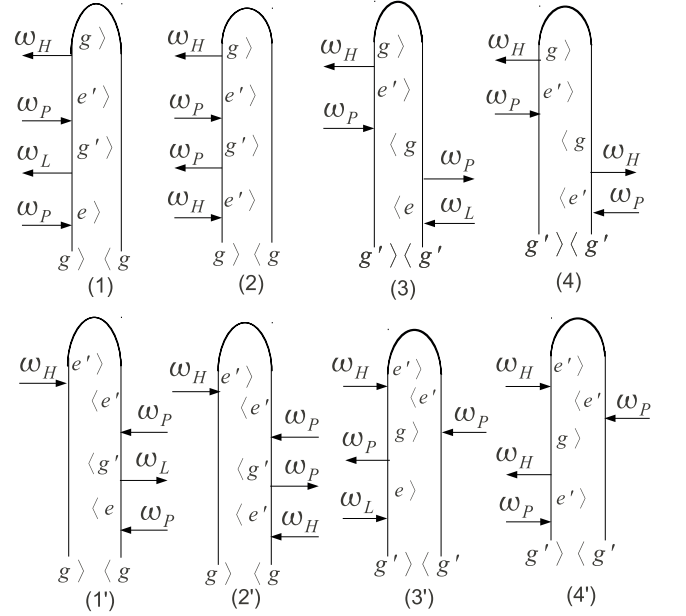 ω_H g⟩
e'⟩
ω_P
g'⟩
ω_L
ω_P e⟩
g⟩⟨g
(1)
ω_H g⟩
e'⟩
ω_P
g'⟩
ω_P
ω_H e'⟩
g⟩⟨g
(2)
ω_H g⟩
e'⟩
ω_P
⟨g
ω_P
⟨e
ω_L
g'⟩⟨g'
(3)
ω_H g⟩
e'⟩
ω_P
⟨g
ω_H
⟨e'
ω_P
g'⟩⟨g'
(4)
ω_H e'⟩
⟨e'
ω_P
⟨g'
ω_L
⟨e
ω_P
g⟩⟨g
(1')
ω_H e'⟩
⟨e'
ω_P
⟨g'
ω_P
⟨e'
ω_H
g⟩⟨g
(2')
ω_H e'⟩
⟨e'
ω_P
g⟩
ω_P
e⟩
ω_L
g'⟩⟨g'
(3')
ω_H e'⟩
⟨e'
ω_P
g⟩
ω_H
e'⟩
ω_P
g'⟩⟨g'
(4')